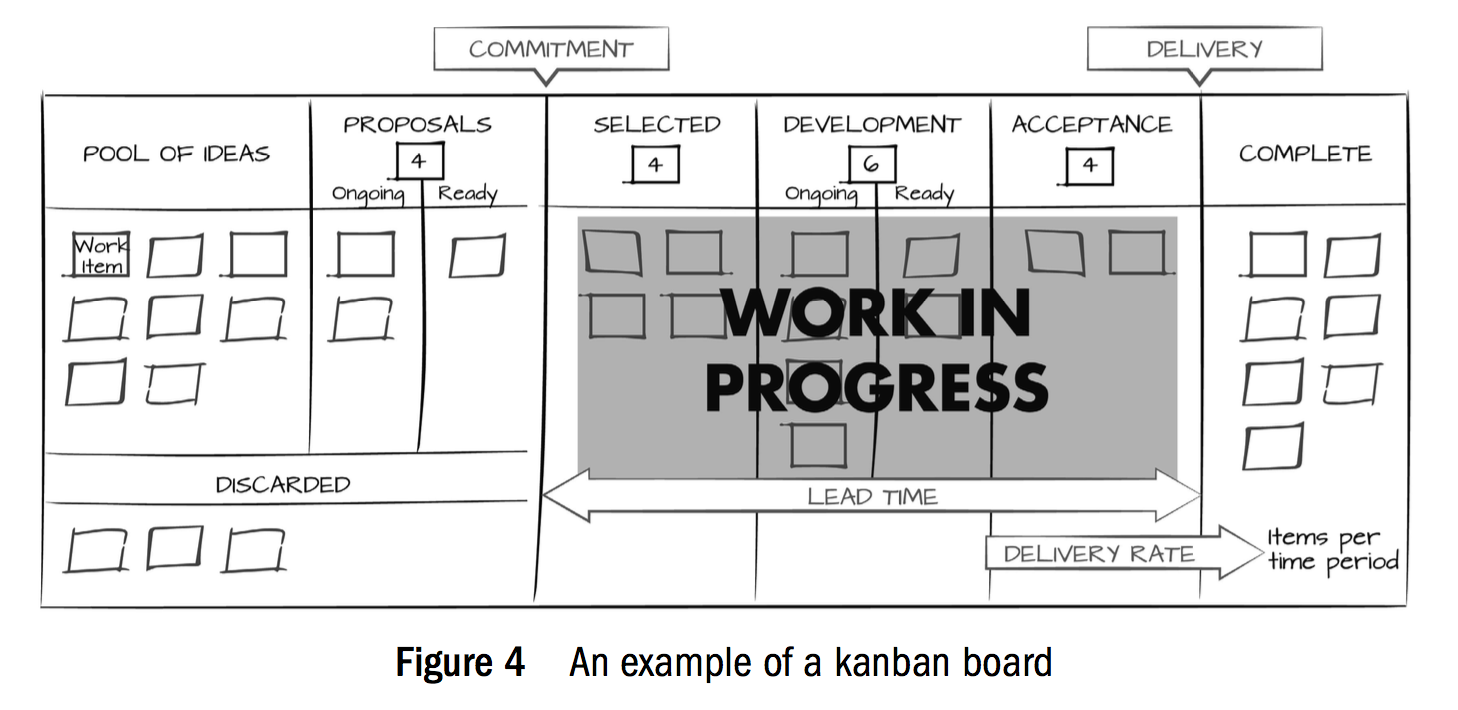 COMMITMENT
DELIVERY
POOL OF IDEAS
PROPOSALS
4
Ongoing
Ready
SELECTED
4
DEVELOPMENT
6
Ongoing
Ready
ACCEPTANCE
4
COMPLETE
Work
Item
WORK IN
PROGRESS
DISCARDED
LEAD TIME
DELIVERY RATE
Items per
time period
Figure 4 An example of a kanban board